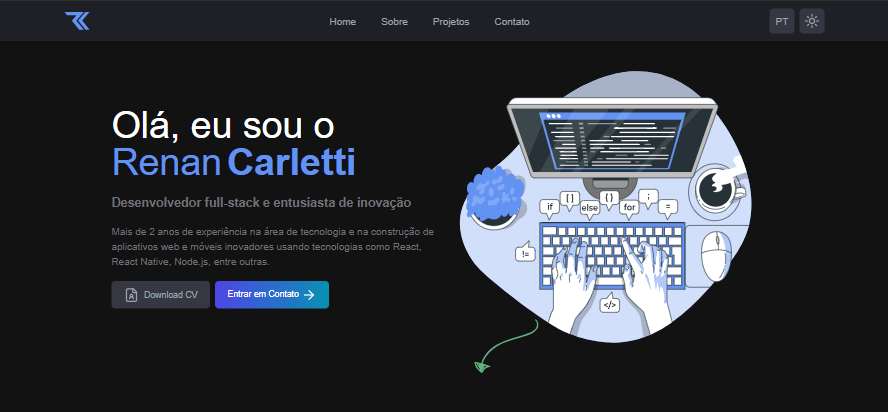 Home Sobre Projetos Contato PT
Olá, eu sou o
Renan Carletti
Desenvolvedor full-stack e entusiasta de inovação
Mais de 2 anos de experiência na área de tecnologia e na construção de
aplicativos web e móveis inovadores usando tecnologias como React,
React Native, Node.js, entre outras.
Download CV Entrar em Contato
if [ ] else { } for ; =
!=
</>